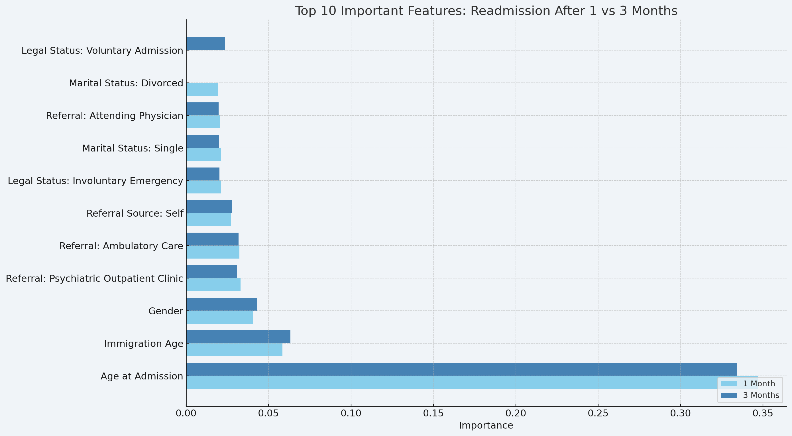 Top 10 Important Features: Readmission After 1 vs 3 Months
Legal Status: Voluntary Admission
Marital Status: Divorced
Referral: Attending Physician
Marital Status: Single
Legal Status: Involuntary Emergency
Referral Source: Self
Referral: Ambulatory Care
Referral: Psychiatric Outpatient Clinic
Gender
Immigration Age
Age at Admission
1 Month
3 Months
0.00 0.05 0.10 0.15 0.20 0.25 0.30 0.35
Importance